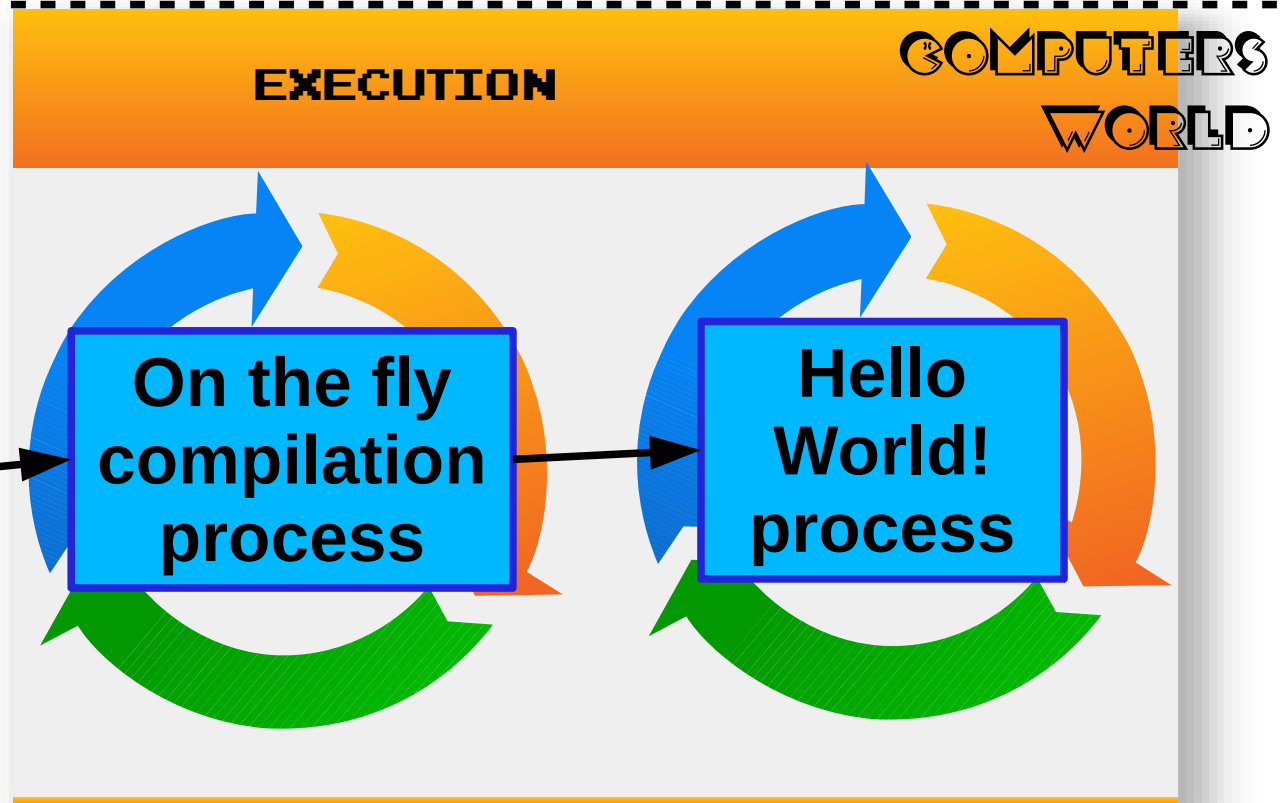 COMPUTERS
WORLD
EXECUTION
On the fly
compilation
process
Hello
World!
process